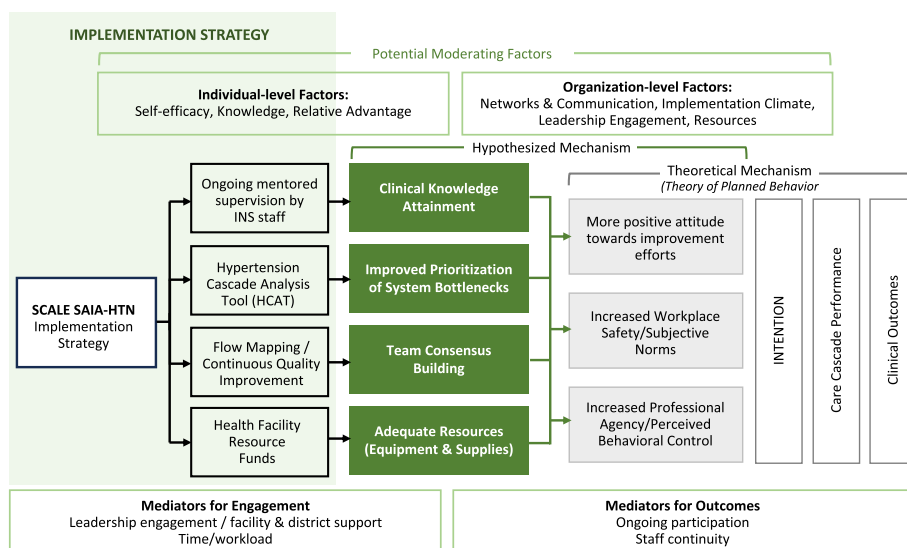 IMPLEMENTATION STRATEGY
Potential Moderating Factors
Individual-level Factors:
Self-efficacy, Knowledge, Relative Advantage
Organization-level Factors:
Networks & Communication, Implementation Climate,
Leadership Engagement, Resources
Hypothesized Mechanism
Theoretical Mechanism
(Theory of Planned Behavior
SCALE SAIA-HTN
Implementation
Strategy
Ongoing mentored
supervision by
INS staff
Clinical Knowledge
Attainment
Hypertension
Cascade Analysis
Tool (HCAT)
Improved Prioritization
of System Bottlenecks
Flow Mapping /
Continuous Quality
Improvement
Team Consensus
Building
Health Facility
Resource
Funds
Adequate Resources
(Equipment & Supplies)
More positive attitude
towards improvement
efforts
Increased Workplace
Safety/Subjective
Norms
Increased Professional
Agency/Perceived
Behavioral Control
INTENTION
Care Cascade Performance
Clinical Outcomes
Mediators for Engagement
Leadership engagement / facility & district support
Time/workload
Mediators for Outcomes
Ongoing participation
Staff continuity